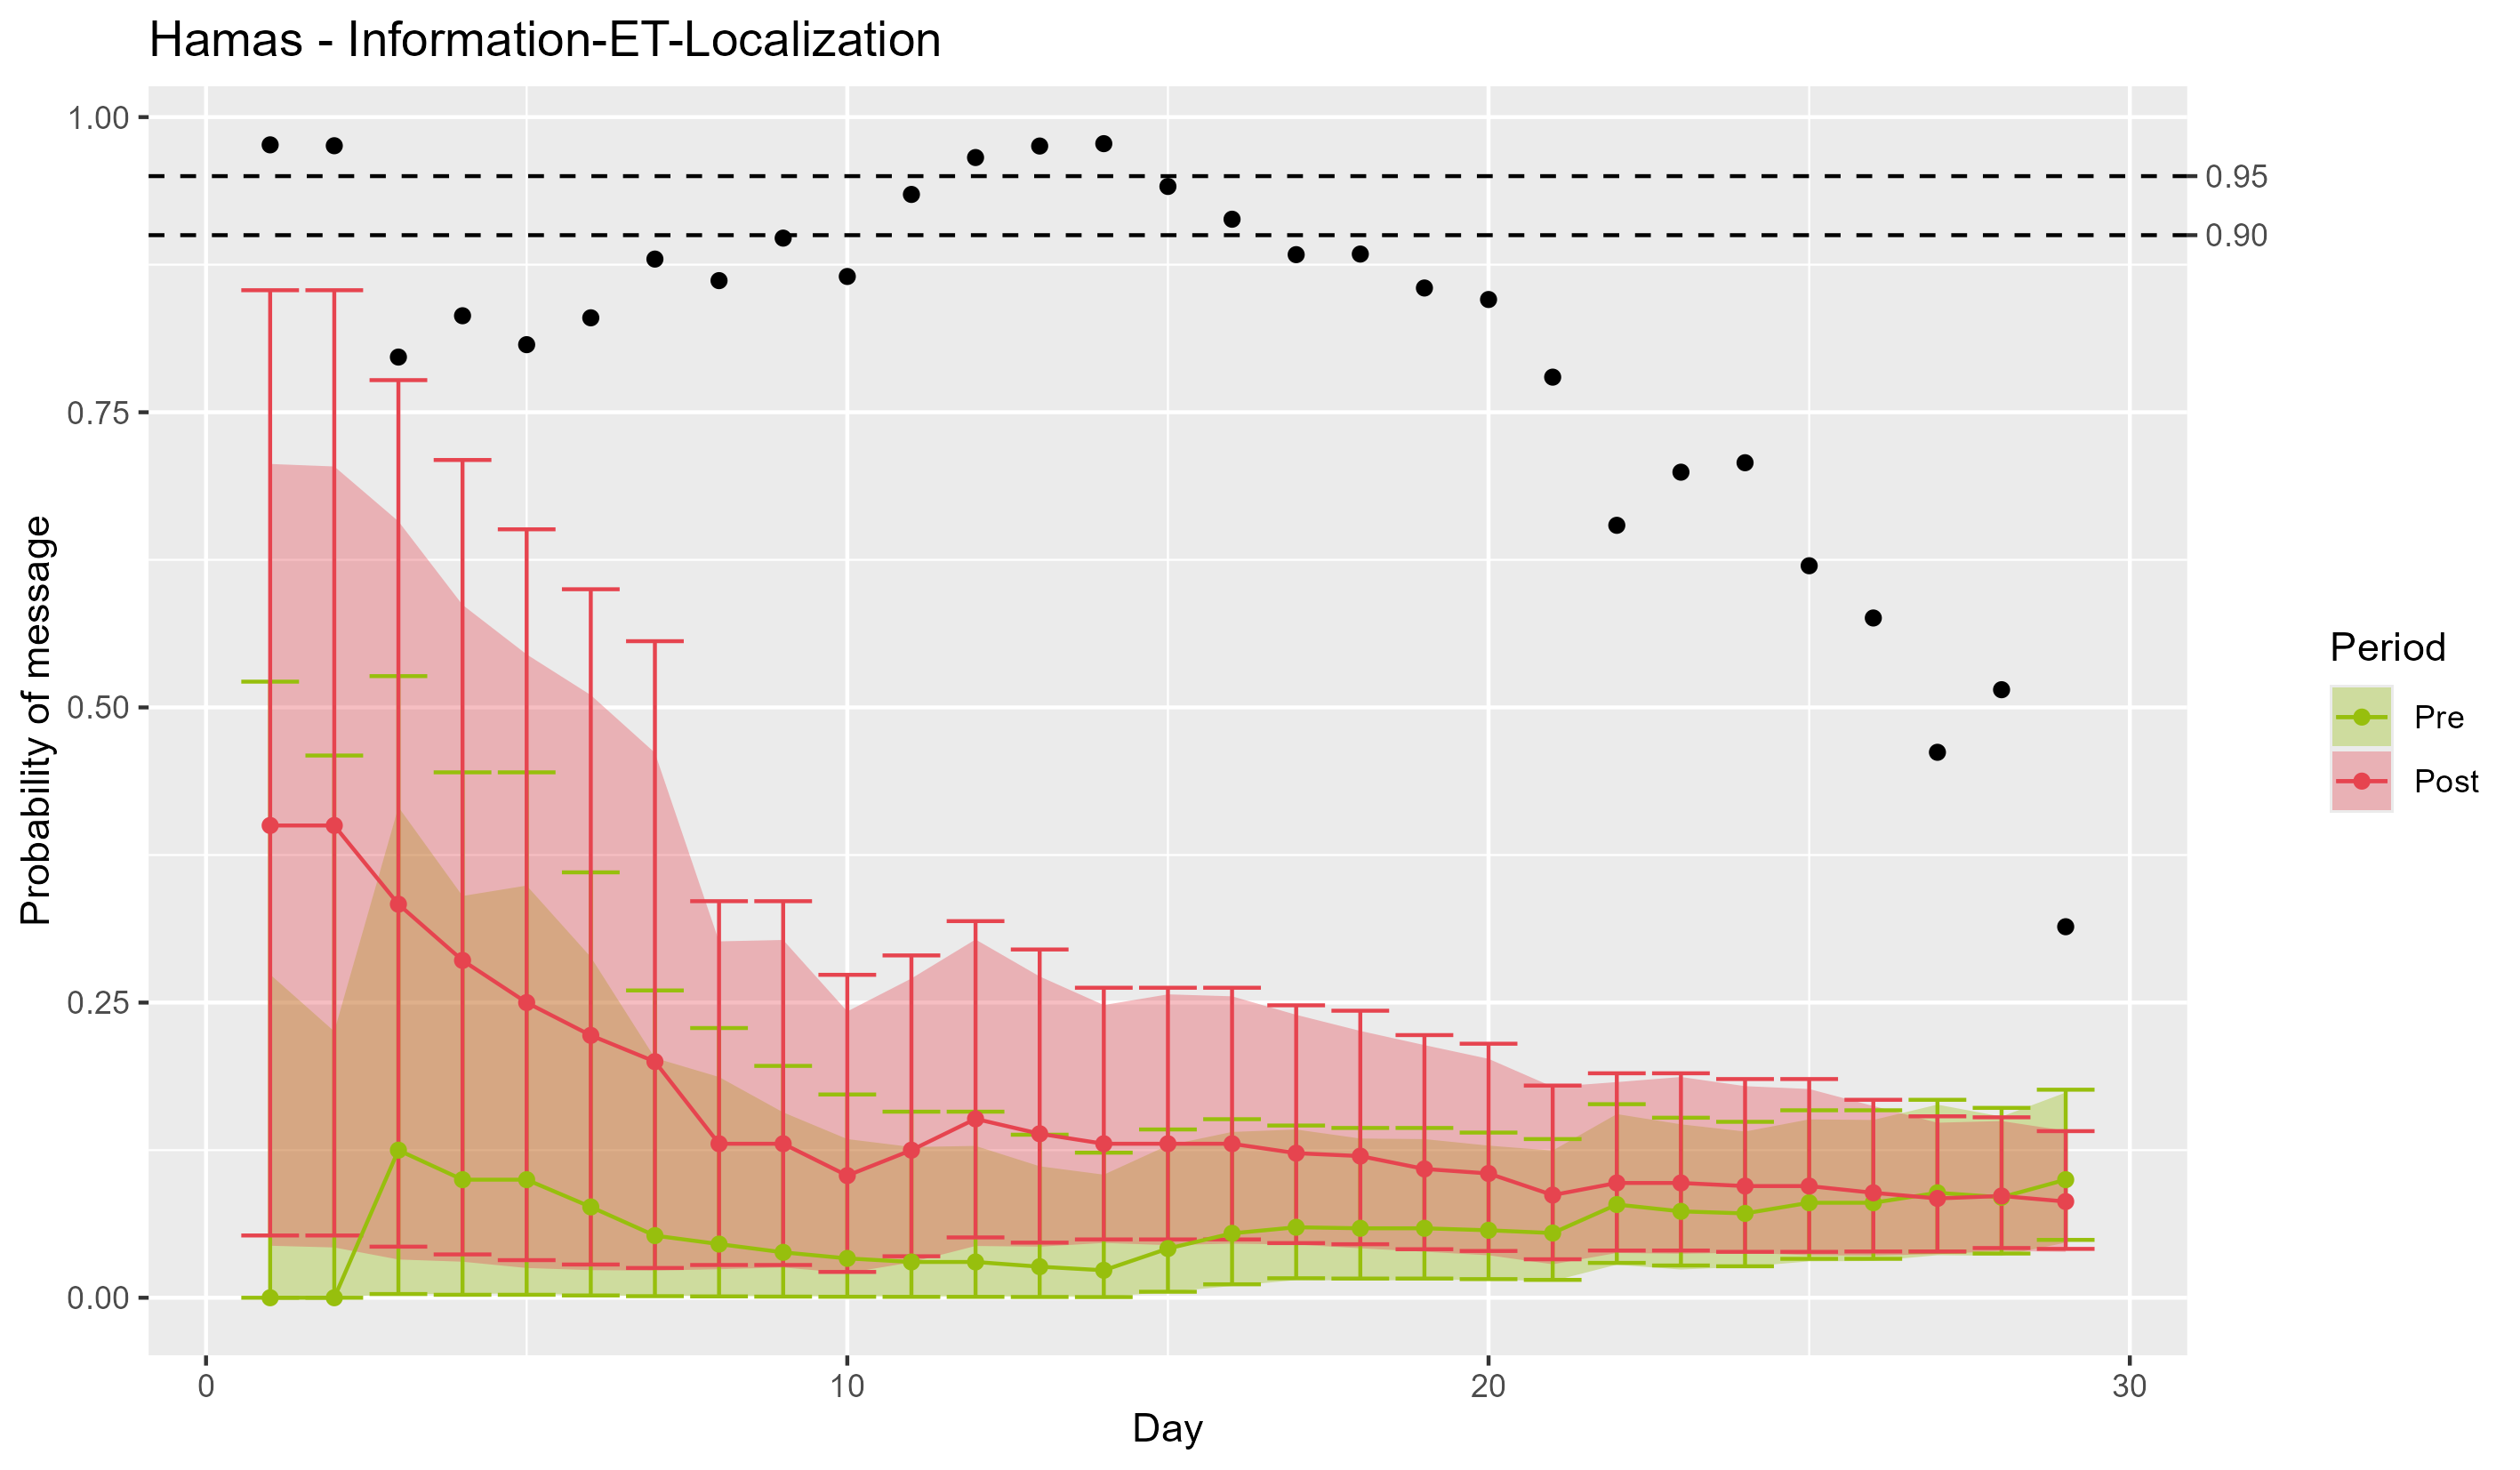 Hamas - Information-ET-Localization
1.00
0.75
0.50
0.25
0.00
0.95
0.90
0
10
20
30
Day
Probability of message
Period
Pre
Post